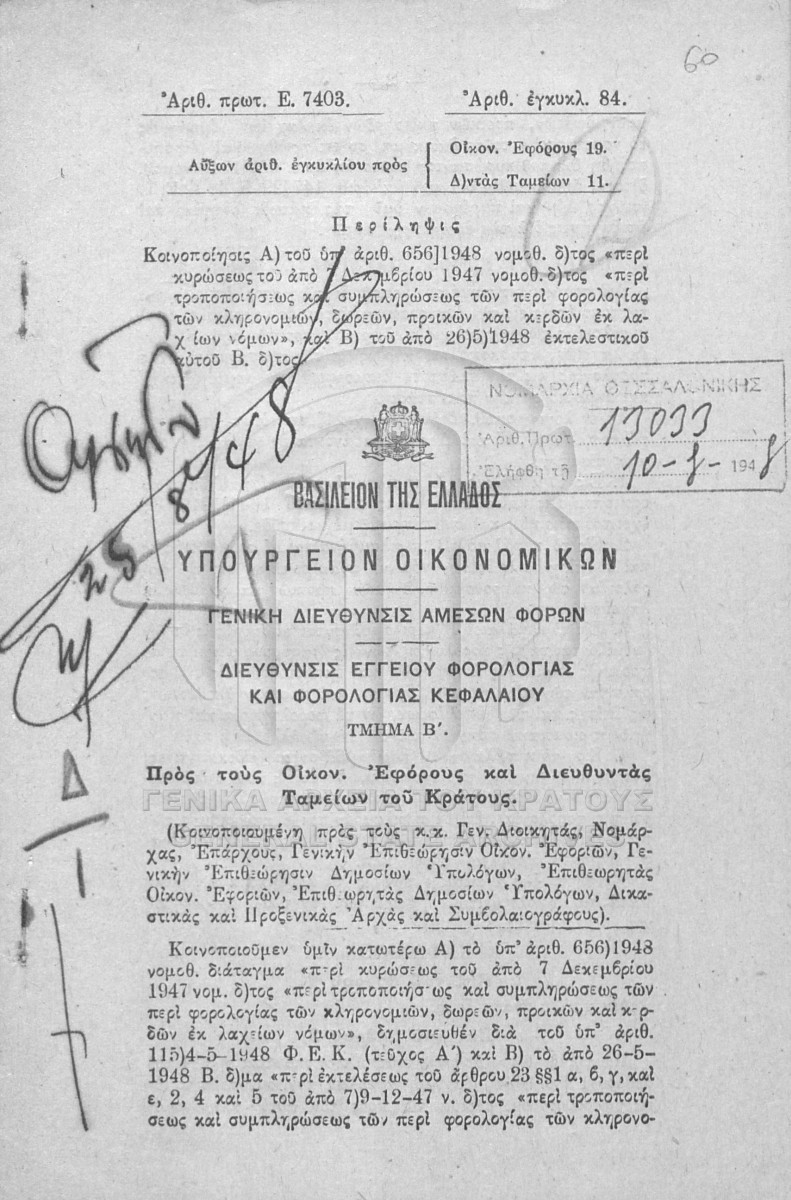 60
Ἀριθ. πρωτ. Ε. 7403. Ἀριθ. ἐγκυκλ. 84.
Αὔξων ἀριθ. ἐγκυκλίου πρὸς { Οἰκον. Ἐφόρους 19.
Δ)ντὰς Ταμείων 11.
Περίληψις
Κοινοποίησις Α) τοῦ ὑπ' ἀριθ. 656]1948 νομοθ. δ)τος «περὶ
κυρώσεως τοῦ ἀπὸ 7 Δεκεμβρίου 1947 νομοθ. δ)τος «περὶ
τροποποιήσεως καὶ συμπληρώσεως τῶν περὶ φορολογίας
τῶν κληρονομιῶν, δωρεῶν, προικῶν καὶ κερδῶν ἐκ λα-
χείων νόμων», καὶ Β) τοῦ ἀπὸ 26)5)1948 ἐκτελεστικοῦ
αὐτοῦ Β. δ)τος
ΝΟΜΑΡΧΙΑ ΘΕΣΣΑΛΟΝΙΚΗΣ
Ἀριθ. Πρωτ. 13033
Ἐλήφθη τῇ 10-8-1948
25/8/48
ΒΑΣΙΛΕΙΟΝ ΤΗΣ ΕΛΛΑΔΟΣ
ΥΠΟΥΡΓΕΙΟΝ ΟΙΚΟΝΟΜΙΚΩΝ
ΓΕΝΙΚΗ ΔΙΕΥΘΥΝΣΙΣ ΑΜΕΣΩΝ ΦΟΡΩΝ
ΔΙΕΥΘΥΝΣΙΣ ΕΓΓΕΙΟΥ ΦΟΡΟΛΟΓΙΑΣ
ΚΑΙ ΦΟΡΟΛΟΓΙΑΣ ΚΕΦΑΛΑΙΟΥ
ΤΜΗΜΑ Β'.
Πρὸς τοὺς Οἰκον. Ἐφόρους καὶ Διευθυντὰς
Ταμείων τοῦ Κράτους.
ΓΕΝΙΚΑ ΑΡΧΕΙΑ ΤΟΥ ΚΡΑΤΟΥΣ
(Κοινοποιουμένη πρὸς τοὺς κ.κ. Γεν. Διοικητάς, Νομάρ-
χας, Ἐπάρχους, Γενικὴν Ἐπιθεώρησιν Οἰκον. Ἐφοριῶν, Γε-
νικὴν Ἐπιθεώρησιν Δημοσίων Ὑπολόγων, Ἐπιθεωρητὰς
Οἰκον. Ἐφοριῶν, Ἐπιθεωρητὰς Δημοσίων Ὑπολόγων, Δικα-
στικὰς καὶ Προξενικὰς Ἀρχὰς καὶ Συμβολαιογράφους).
Κοινοποιοῦμεν ὑμῖν κατωτέρω Α) τὸ ὑπ' ἀριθ. 656)1948
νομοθ. διάταγμα «περὶ κυρώσεως τοῦ ἀπὸ 7 Δεκεμβρίου
1947 νομ. δ)τος «περὶ τροποποιήσεως καὶ συμπληρώσεως τῶν
περὶ φορολογίας τῶν κληρονομιῶν, δωρεῶν, προικῶν καὶ κερ-
δῶν ἐκ λαχείων νόμων», δημοσιευθὲν διὰ τοῦ ὑπ' ἀριθ.
115)4-5-1948 Φ.Ε.Κ. (τεῦχος Α') καὶ Β) τὸ ἀπὸ 26-5-
1948 Β. δ)μα «περὶ ἐκτελέσεως τοῦ ἄρθρου 23 §§1 α, β, γ, καὶ
ε, 2, 4 καὶ 5 τοῦ ἀπὸ 7)9-12-47 ν. δ)τος «περὶ τροποποιή-
σεως καὶ συμπληρώσεως τῶν περὶ φορολογίας τῶν κληρονο-